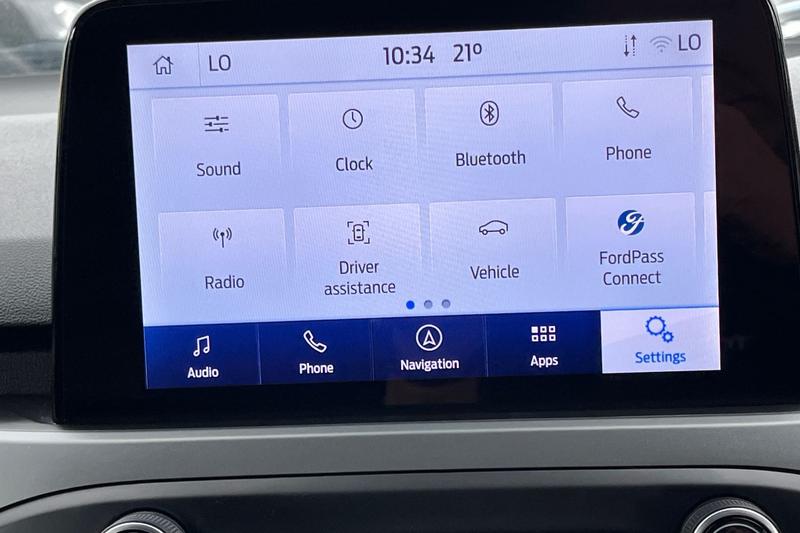 LO 10:34 21° LO
Sound Clock Bluetooth Phone
Radio Driver assistance Vehicle FordPass Connect
Audio Phone Navigation Apps Settings